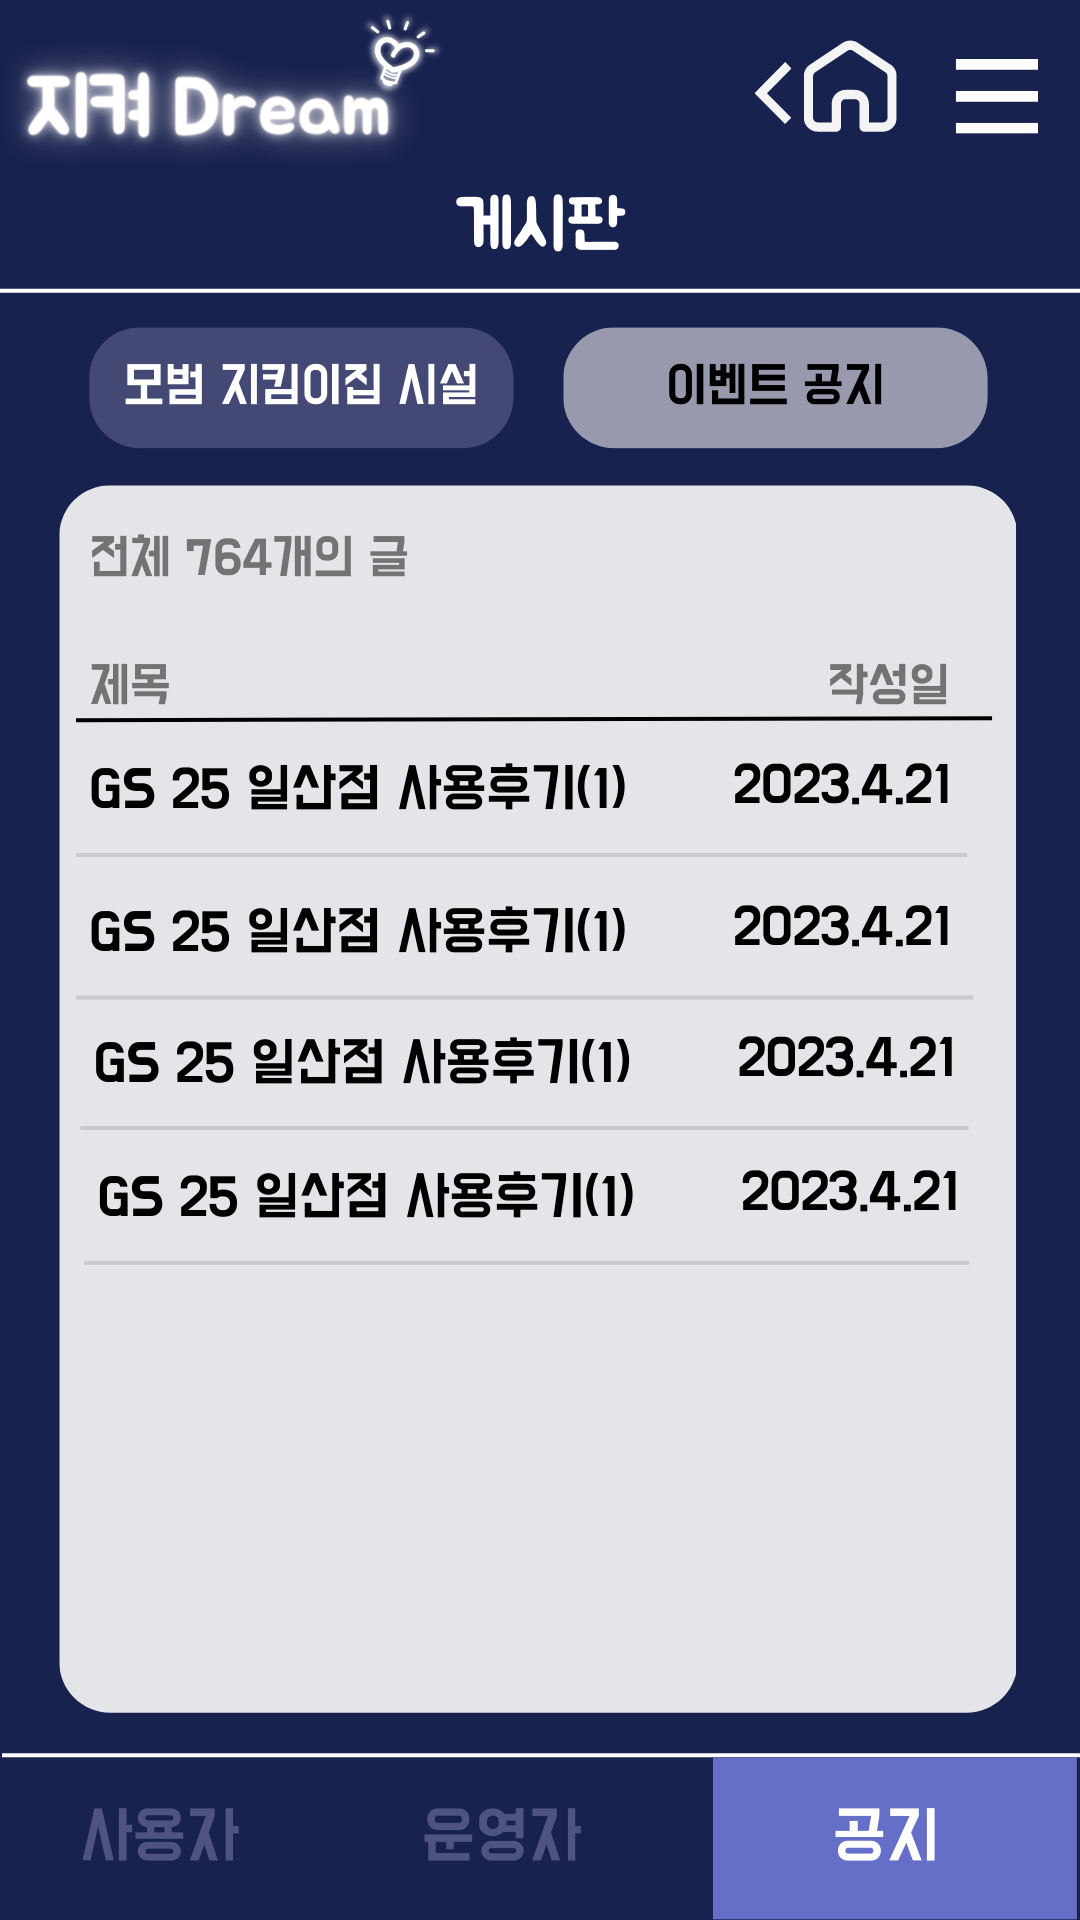 지켜 Dream
게시판
모범 지킴이집 시설 이벤트 공지
전체 764개의 글
제목 작성일
GS 25 일산점 사용후기(1) 2023.4.21
GS 25 일산점 사용후기(1) 2023.4.21
GS 25 일산점 사용후기(1) 2023.4.21
GS 25 일산점 사용후기(1) 2023.4.21
사용자 운영자 공지